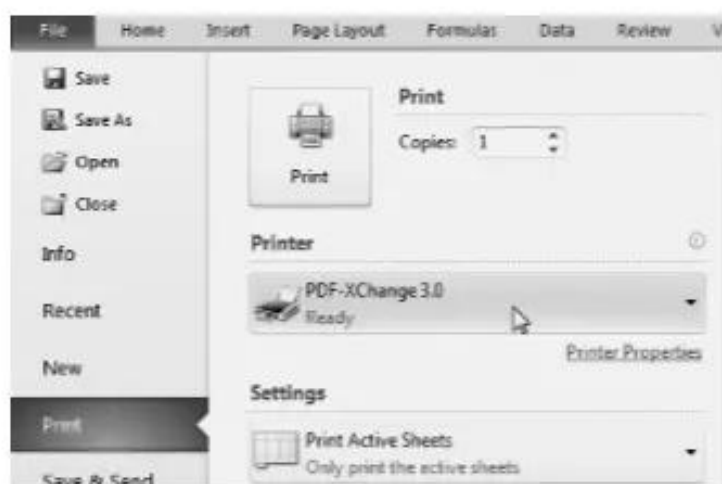 File Home Insert Page Layout Formulas Data Review V
Save
Save As
Open
Close
Info
Recent
New
Print
Save & Send
Print
Print
Copies: 1
Printer
PDF-XChange 3.0
Ready
Printer Properties
Settings
Print Active Sheets
Only print the active sheets